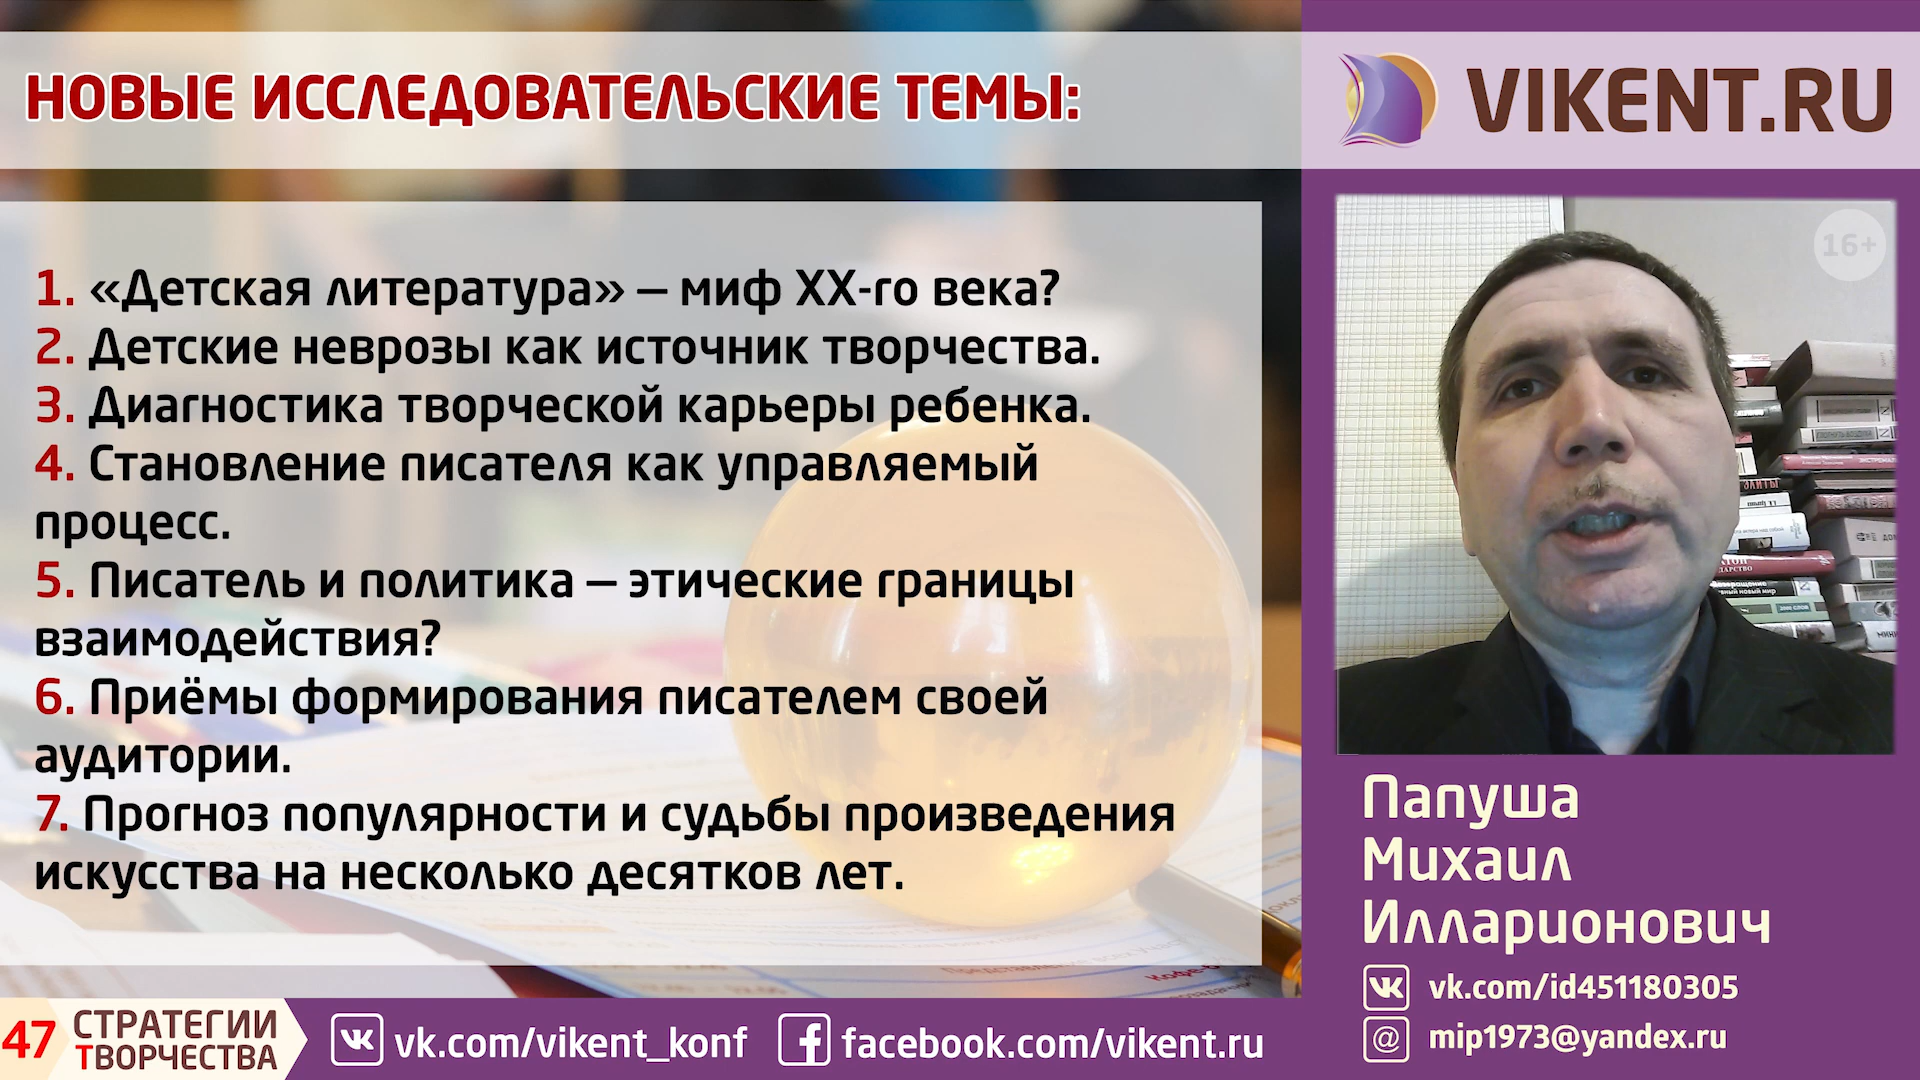 НОВЫЕ ИССЛЕДОВАТЕЛЬСКИЕ ТЕМЫ:
VIKENT.RU
16+
1. «Детская литература» – миф ХХ-го века?
2. Детские неврозы как источник творчества.
3. Диагностика творческой карьеры ребенка.
4. Становление писателя как управляемый
процесс.
5. Писатель и политика – этические границы
взаимодействия?
6. Приёмы формирования писателем своей
аудитории.
7. Прогноз популярности и судьбы произведения
искусства на несколько десятков лет.
Папуша
Михаил
Илларионович
vk.com/id451180305
mip1973@yandex.ru
47 СТРАТЕГИИ
ТВОРЧЕСТВА
vk.com/vikent_konf
facebook.com/vikent.ru